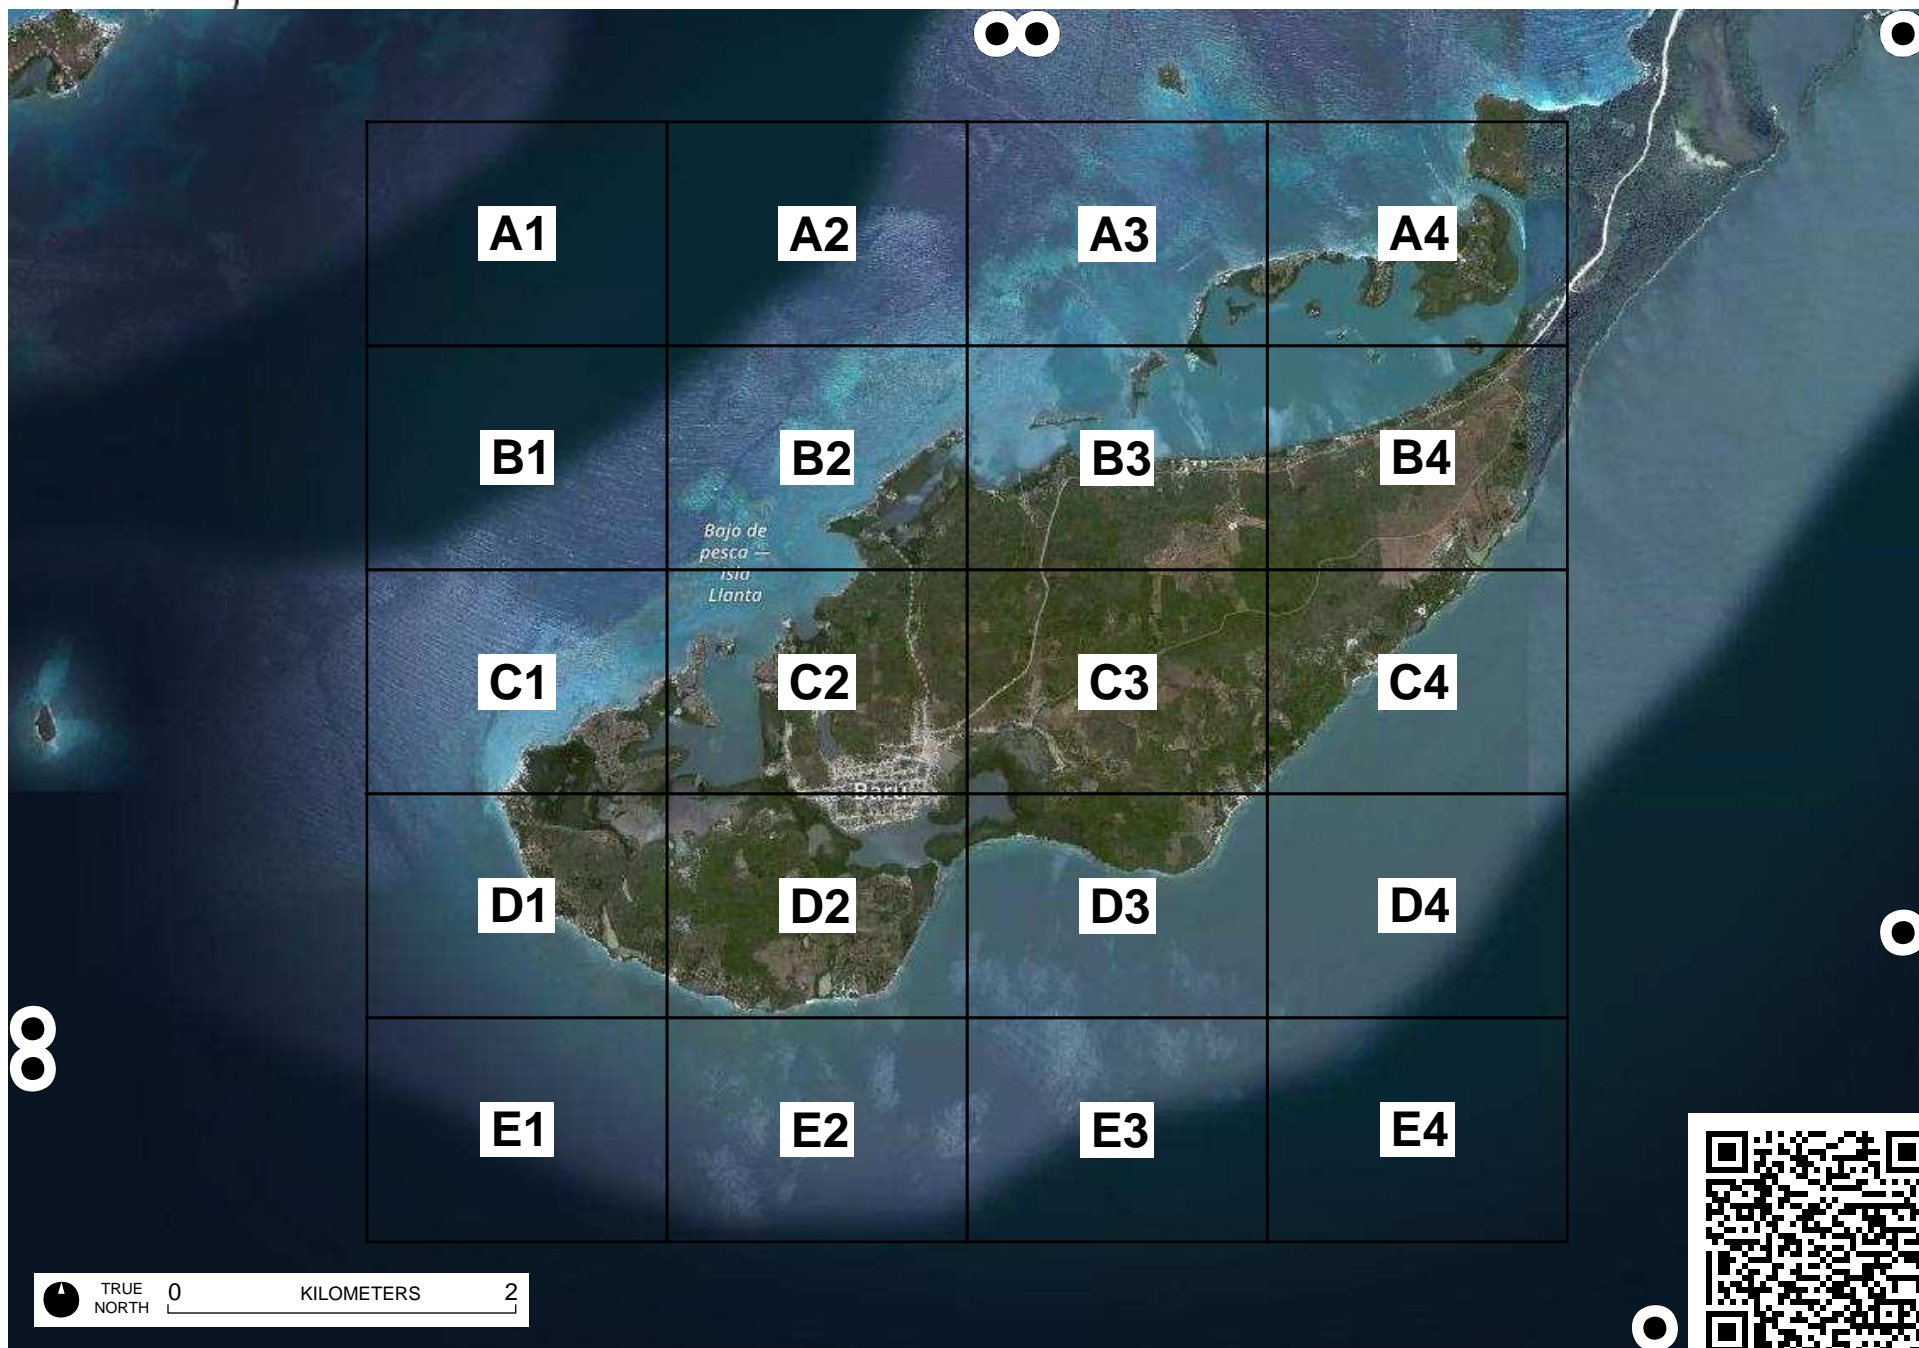 A1
A2
A3
A4
B1
B2
B3
B4
Bajo de
pesca —
isla
Llanta
C1
C2
C3
C4
Barú
D1
D2
D3
D4
E1
E2
E3
E4
TRUE
NORTH
0
KILOMETERS
2